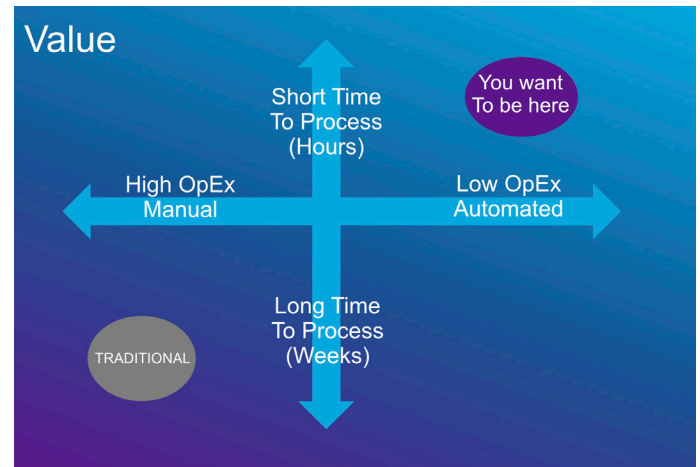 Value
You want
To be here
Short Time
To Process
(Hours)
High OpEx
Manual
Low OpEx
Automated
Long Time
To Process
(Weeks)
TRADITIONAL